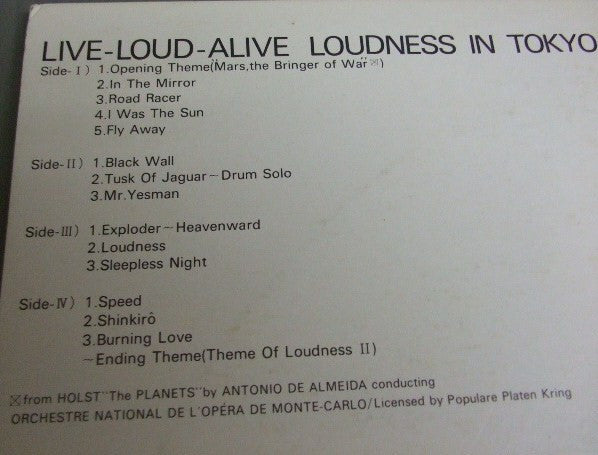 LIVE-LOUD-ALIVE LOUDNESS IN TOKYO
Side-Ⅰ) 1.Opening Theme(Mars,the Bringer of War※)
2.In The Mirror
3.Road Racer
4.I Was The Sun
5.Fly Away
Side-Ⅱ) 1.Black Wall
2.Tusk Of Jaguar~Drum Solo
3.Mr.Yesman
Side-Ⅲ) 1.Exploder~Heavenward
2.Loudness
3.Sleepless Night
Side-Ⅳ) 1.Speed
2.Shinkirô
3.Burning Love
~Ending Theme(Theme Of Loudness Ⅱ)
※from HOLST"The PLANETS"by ANTONIO DE ALMEIDA conducting
ORCHESTRE NATIONAL DE L'OPÉRA DE MONTE-CARLO/Licensed by Populare Platen Kring